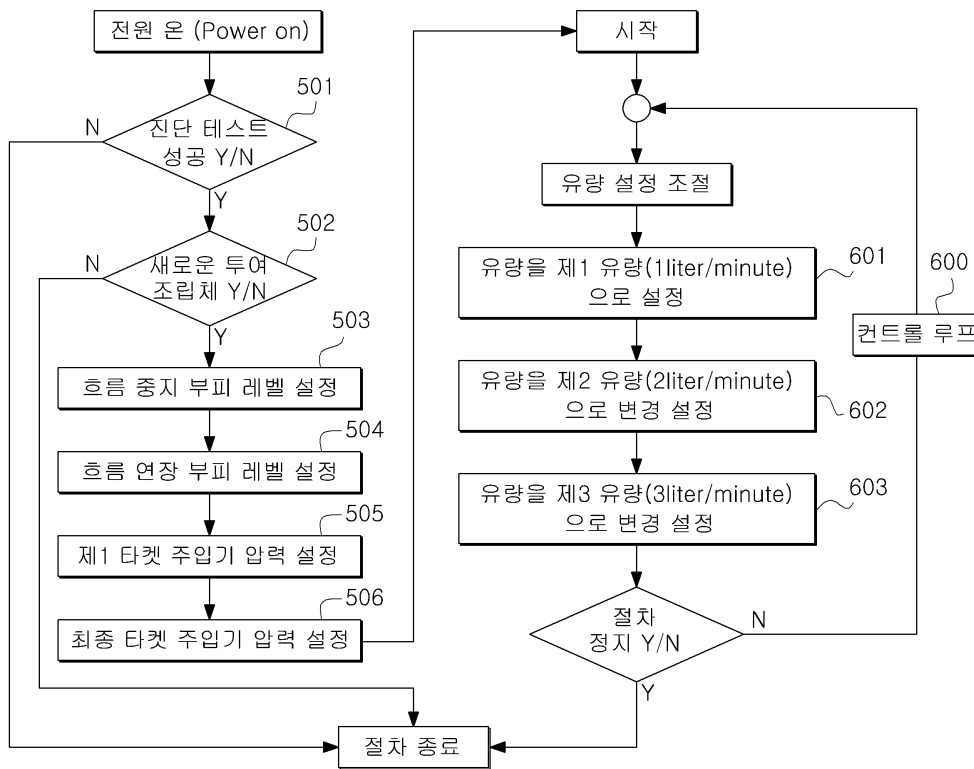 전원 온 (Power on)
501
N
진단 테스트
성공 Y/N
Y
502
N
새로운 투여
조립체 Y/N
Y
503
흐름 중지 부피 레벨 설정
504
흐름 연장 부피 레벨 설정
505
제1 타켓 주입기 압력 설정
506
최종 타켓 주입기 압력 설정
시작
유량 설정 조절
유량을 제1 유량(1liter/minute)
으로 설정
601
600
컨트롤 루프
유량을 제2 유량(2liter/minute)
으로 변경 설정
602
유량을 제3 유량(3liter/minute)
으로 변경 설정
603
절차
정지 Y/N
N
Y
절차 종료